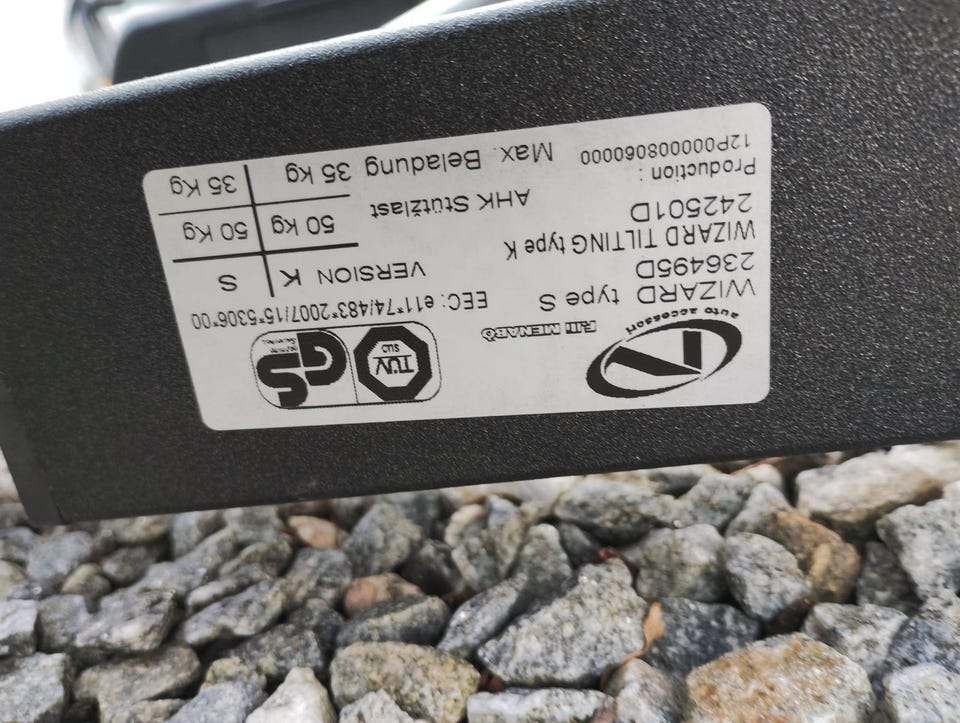 auto accessori
F.lli MENABÒ
TÜV
SÜD
GS
EEC: e11*74/483*2007/15*5306*00
WIZARD type S
236495D
WIZARD TILTING type K
242501D
Production :
12P0000008060000
VERSION K S
AHK Stützlast 50 kg 50 Kg
Max. Beladung 35 kg 35 Kg